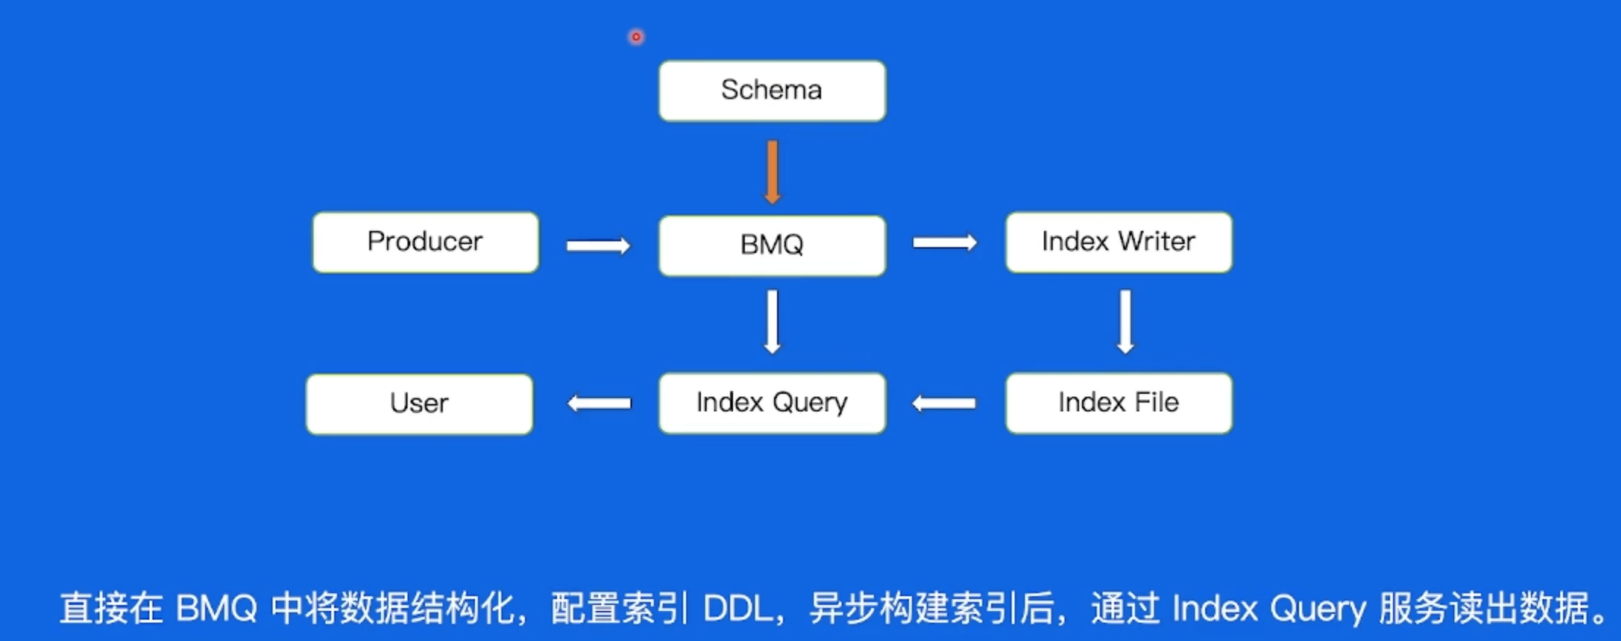 Schema
Producer
BMQ
Index Writer
User
Index Query
Index File
直接在 BMQ 中将数据结构化，配置索引 DDL，异步构建索引后，通过 Index Query 服务读出数据。